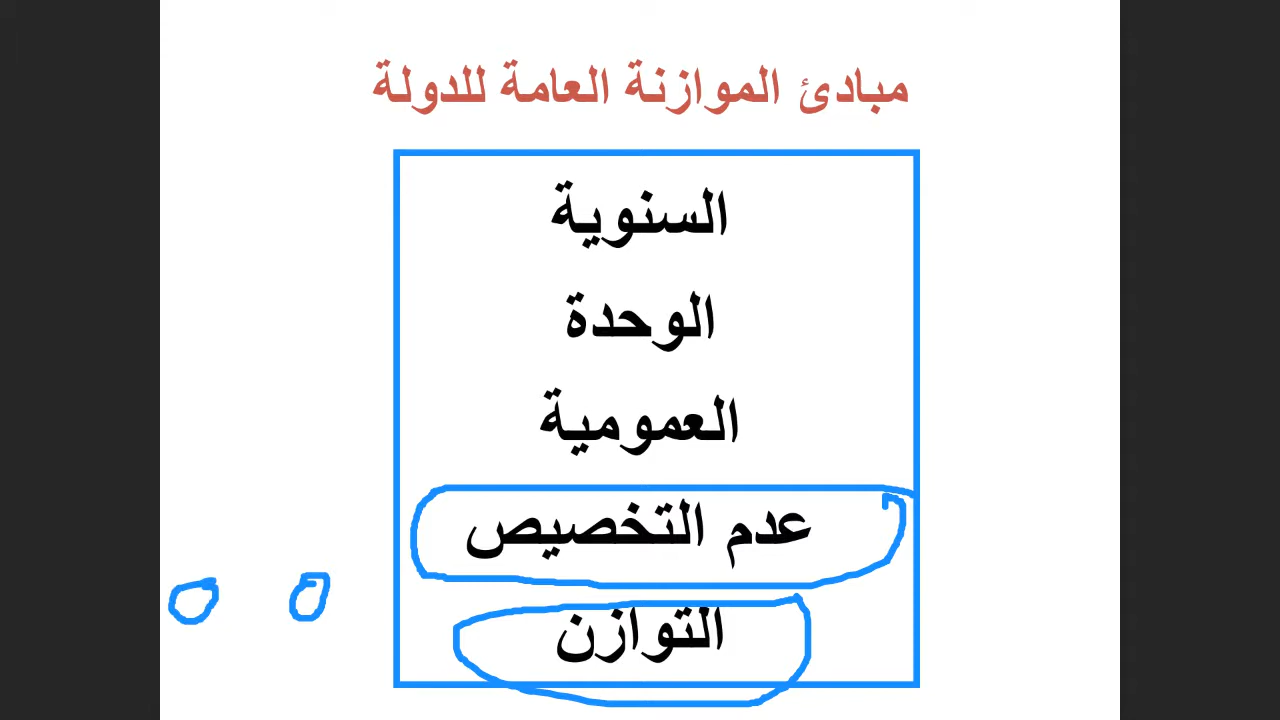 مبادئ الموازنة العامة للدولة
السنوية
الوحدة
العمومية
عدم التخصيص
التوازن